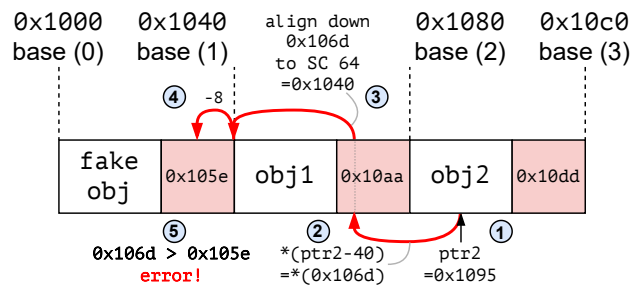 0x1000
base (0)
0x1040
base (1)
align down
0x106d
to SC 64
=0x1040
0x1080
base (2)
0x10c0
base (3)
4
-8
3
fake
obj
0x105e
obj1
0x10aa
obj2
0x10dd
5
2
1
0x106d > 0x105e
error!
*(ptr2-40)
=*(0x106d)
ptr2
=0x1095